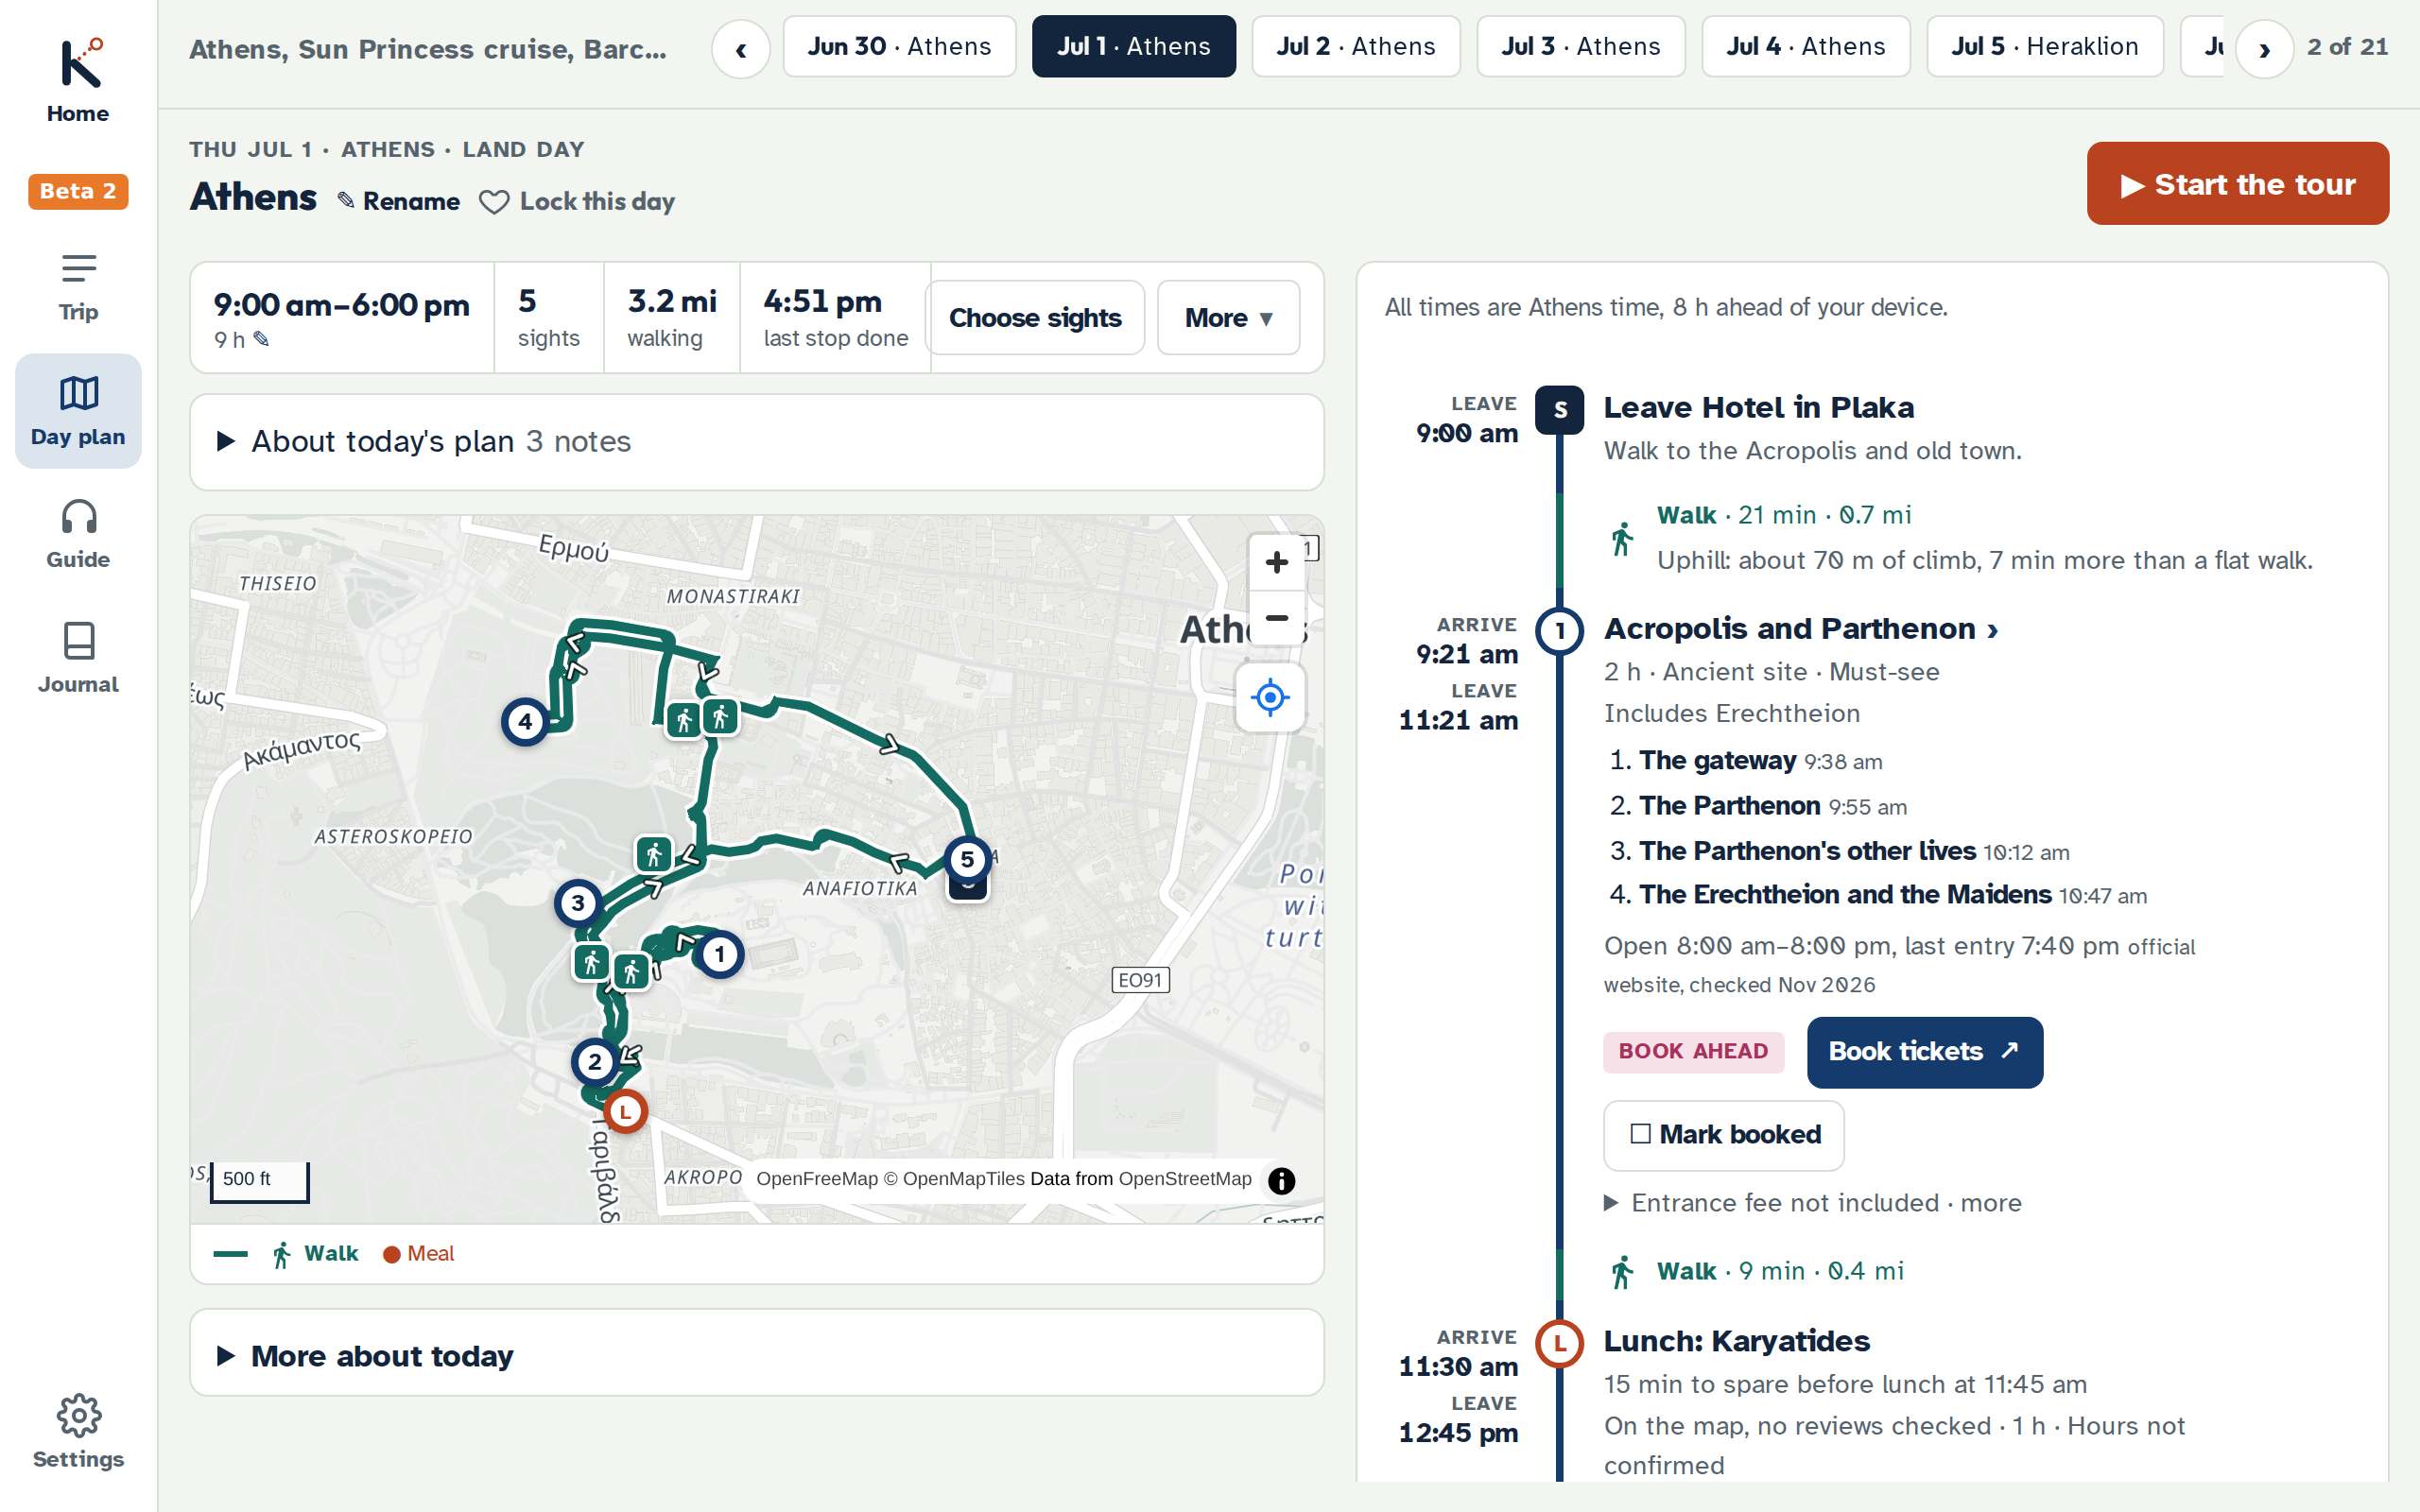 Home
Beta 2
Trip
Day plan
Guide
Journal
Settings
Athens, Sun Princess cruise, Barc...
‹
Jun 30 · Athens
Jul 1 · Athens
Jul 2 · Athens
Jul 3 · Athens
Jul 4 · Athens
Jul 5 · Heraklion
›
2 of 21
THU JUL 1 · ATHENS · LAND DAY
Athens
✎ Rename
Lock this day
▶ Start the tour
9:00 am–6:00 pm
9 h ✎
5
sights
3.2 mi
walking
4:51 pm
last stop done
Choose sights
More ▼
▶ About today's plan 3 notes
Ερμού
THISEIO
MONASTIRAKI
Ακάμαντος
ASTEROSKOPEIO
ANAFIOTIKA
EO91
4
5
3
1
2
L
+
−
500 ft
AKROPO
OpenFreeMap © OpenMapTiles Data from OpenStreetMap
Walk
Meal
▶ More about today
All times are Athens time, 8 h ahead of your device.
LEAVE
9:00 am
S
Leave Hotel in Plaka
Walk to the Acropolis and old town.
Walk · 21 min · 0.7 mi
Uphill: about 70 m of climb, 7 min more than a flat walk.
ARRIVE
9:21 am
LEAVE
11:21 am
1
Acropolis and Parthenon ›
2 h · Ancient site · Must-see
Includes Erechtheion
1. The gateway 9:38 am
2. The Parthenon 9:55 am
3. The Parthenon's other lives 10:12 am
4. The Erechtheion and the Maidens 10:47 am
Open 8:00 am–8:00 pm, last entry 7:40 pm official
website, checked Nov 2026
BOOK AHEAD
Book tickets ↗
☐ Mark booked
▶ Entrance fee not included · more
Walk · 9 min · 0.4 mi
ARRIVE
11:30 am
LEAVE
12:45 pm
L
Lunch: Karyatides
15 min to spare before lunch at 11:45 am
On the map, no reviews checked · 1 h · Hours not
confirmed